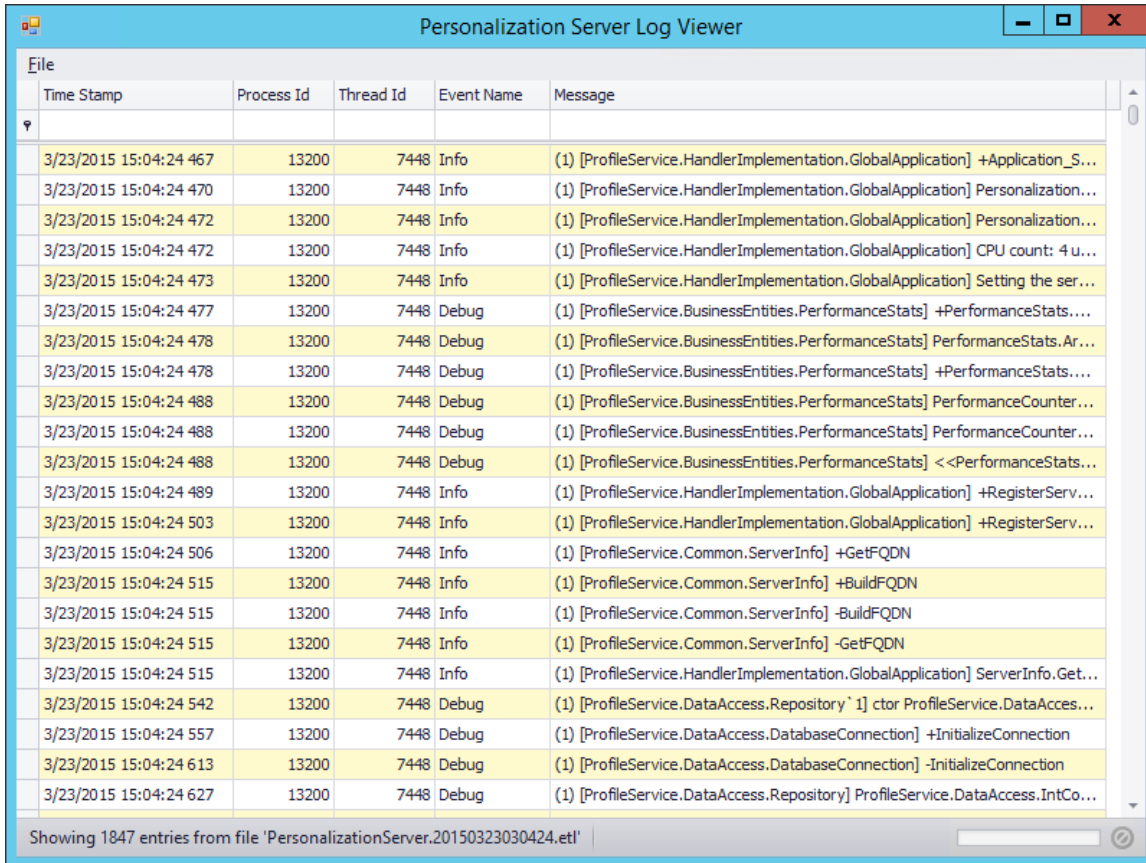 Personalization Server Log Viewer
File
Time Stamp Process Id Thread Id Event Name Message
3/23/2015 15:04:24 467 13200 7448 Info (1) [ProfileService.HandlerImplementation.GlobalApplication] +Application_S...
3/23/2015 15:04:24 470 13200 7448 Info (1) [ProfileService.HandlerImplementation.GlobalApplication] Personalization...
3/23/2015 15:04:24 472 13200 7448 Info (1) [ProfileService.HandlerImplementation.GlobalApplication] Personalization...
3/23/2015 15:04:24 472 13200 7448 Info (1) [ProfileService.HandlerImplementation.GlobalApplication] CPU count: 4 u...
3/23/2015 15:04:24 473 13200 7448 Info (1) [ProfileService.HandlerImplementation.GlobalApplication] Setting the ser...
3/23/2015 15:04:24 477 13200 7448 Debug (1) [ProfileService.BusinessEntities.PerformanceStats] +PerformanceStats....
3/23/2015 15:04:24 478 13200 7448 Debug (1) [ProfileService.BusinessEntities.PerformanceStats] PerformanceStats.Ar...
3/23/2015 15:04:24 478 13200 7448 Debug (1) [ProfileService.BusinessEntities.PerformanceStats] +PerformanceStats....
3/23/2015 15:04:24 488 13200 7448 Debug (1) [ProfileService.BusinessEntities.PerformanceStats] PerformanceCounter...
3/23/2015 15:04:24 488 13200 7448 Debug (1) [ProfileService.BusinessEntities.PerformanceStats] PerformanceCounter...
3/23/2015 15:04:24 488 13200 7448 Debug (1) [ProfileService.BusinessEntities.PerformanceStats] <<PerformanceStats...
3/23/2015 15:04:24 489 13200 7448 Info (1) [ProfileService.HandlerImplementation.GlobalApplication] +RegisterServ...
3/23/2015 15:04:24 503 13200 7448 Info (1) [ProfileService.HandlerImplementation.GlobalApplication] +RegisterServ...
3/23/2015 15:04:24 506 13200 7448 Info (1) [ProfileService.Common.ServerInfo] +GetFQDN
3/23/2015 15:04:24 515 13200 7448 Info (1) [ProfileService.Common.ServerInfo] +BuildFQDN
3/23/2015 15:04:24 515 13200 7448 Info (1) [ProfileService.Common.ServerInfo] -BuildFQDN
3/23/2015 15:04:24 515 13200 7448 Info (1) [ProfileService.Common.ServerInfo] -GetFQDN
3/23/2015 15:04:24 515 13200 7448 Info (1) [ProfileService.HandlerImplementation.GlobalApplication] ServerInfo.Get...
3/23/2015 15:04:24 542 13200 7448 Debug (1) [ProfileService.DataAccess.Repository`1] ctor ProfileService.DataAcces...
3/23/2015 15:04:24 557 13200 7448 Debug (1) [ProfileService.DataAccess.DatabaseConnection] +InitializeConnection
3/23/2015 15:04:24 613 13200 7448 Debug (1) [ProfileService.DataAccess.DatabaseConnection] -InitializeConnection
3/23/2015 15:04:24 627 13200 7448 Debug (1) [ProfileService.DataAccess.Repository] ProfileService.DataAccess.IntCo...
Showing 1847 entries from file 'PersonalizationServer.20150323030424.etl'